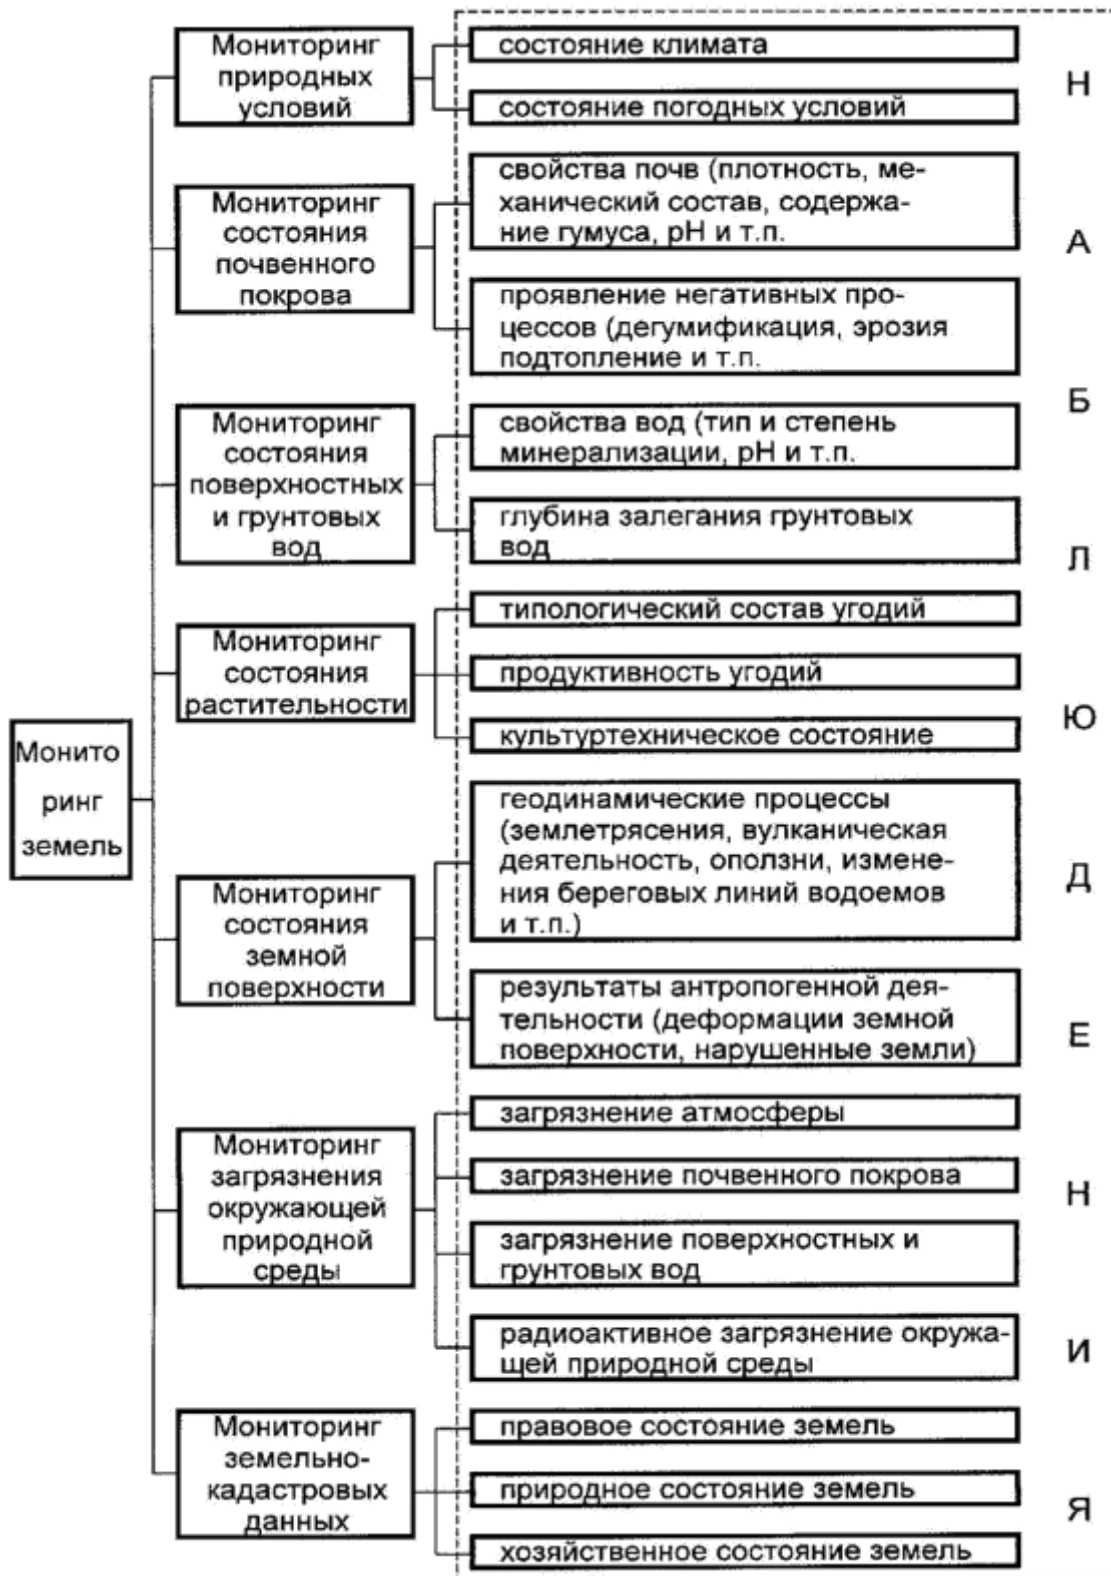 Монито
ринг
земель
Мониторинг
природных
условий
состояние климата
состояние погодных условий
Мониторинг
состояния
почвенного
покрова
свойства почв (плотность, ме-
ханический состав, содержа-
ние гумуса, рН и т.п.
проявление негативных про-
цессов (дегумификация, эрозия
подтопление и т.п.
Мониторинг
состояния
поверхностных
и грунтовых
вод
свойства вод (тип и степень
минерализации, рН и т.п.
глубина залегания грунтовых
вод
Мониторинг
состояния
растительности
типологический состав угодий
продуктивность угодий
культуртехническое состояние
Мониторинг
состояния
земной
поверхности
геодинамические процессы
(землетрясения, вулканическая
деятельность, оползни, измене-
ния береговых линий водоемов
и т.п.)
результаты антропогенной дея-
тельности (деформации земной
поверхности, нарушенные земли)
Мониторинг
загрязнения
окружающей
природной
среды
загрязнение атмосферы
загрязнение почвенного покрова
загрязнение поверхностных и
грунтовых вод
радиоактивное загрязнение окружа-
щей природной среды
Мониторинг
земельно-
кадастровых
данных
правовое состояние земель
природное состояние земель
хозяйственное состояние земель
Н
А
Б
Л
Ю
Д
Е
Н
И
Я